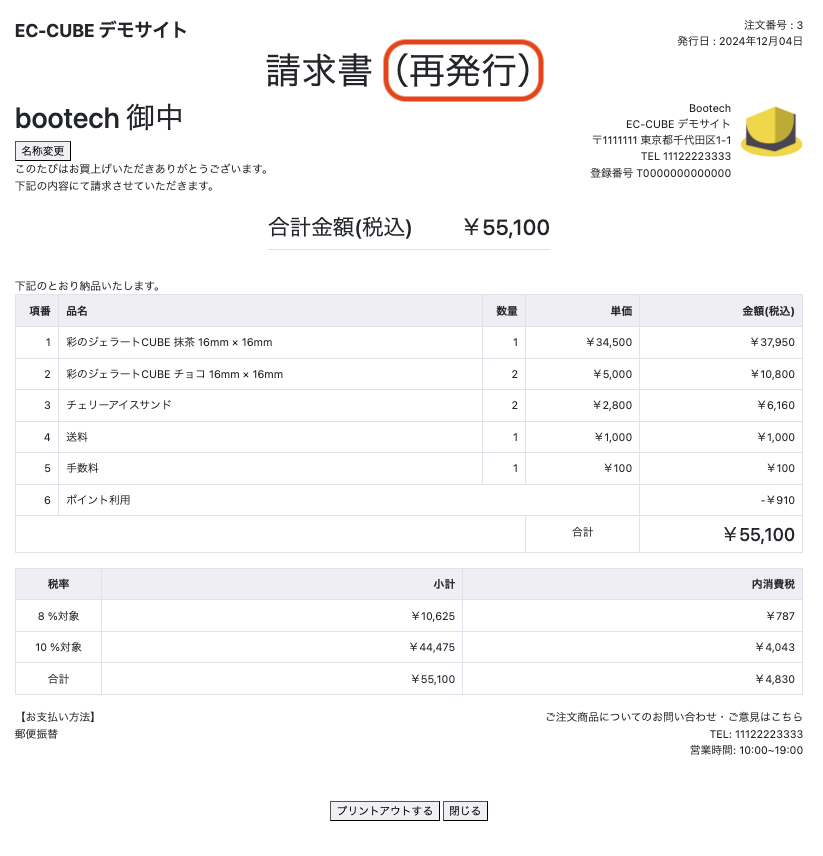 EC-CUBE デモサイト
注文番号 : 3
発行日 : 2024年12月04日
請求書 (再発行)
bootech 御中
名称変更
このたびはお買上げいただきありがとうございます。
下記の内容にて請求させていただきます。
Bootech
EC-CUBE デモサイト
〒1111111 東京都千代田区1-1
TEL 11122223333
登録番号 T0000000000000
合計金額(税込) ￥55,100
下記のとおり納品いたします。
項番 品名 数量 単価 金額(税込)
1 彩のジェラートCUBE 抹茶 16mm × 16mm 1 ￥34,500 ￥37,950
2 彩のジェラートCUBE チョコ 16mm × 16mm 2 ￥5,000 ￥10,800
3 チェリーアイスサンド 2 ￥2,800 ￥6,160
4 送料 1 ￥1,000 ￥1,000
5 手数料 1 ￥100 ￥100
6 ポイント利用 -￥910
合計 ￥55,100
税率 小計 内消費税
8 %対象 ￥10,625 ￥787
10 %対象 ￥44,475 ￥4,043
合計 ￥55,100 ￥4,830
【お支払い方法】
郵便振替
ご注文商品についてのお問い合わせ・ご意見はこちら
TEL: 11122223333
営業時間: 10:00~19:00
プリントアウトする 閉じる